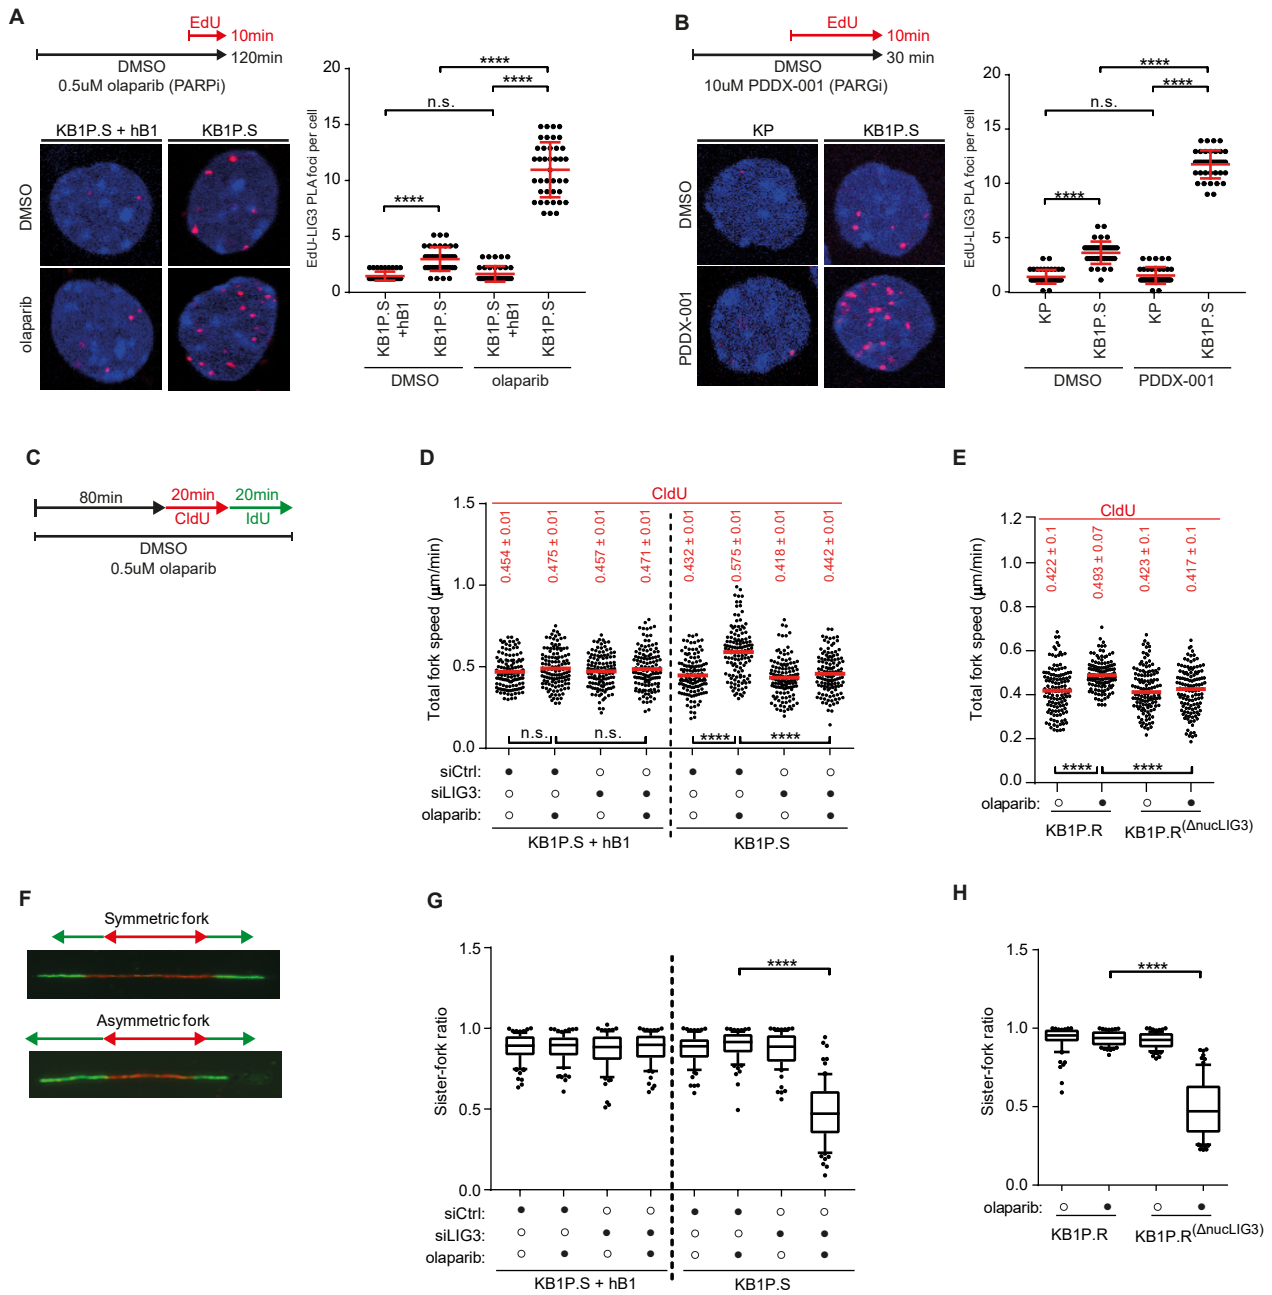 A
EdU
10min
120min
DMSO
0.5uM olaparib (PARPi)
KB1P.S + hB1
KB1P.S
DMSO
olaparib
EdU-LIG3 PLA foci per cell
20
15
10
5
0
****
****
n.s.
****
KB1P.S +hB1
KB1P.S
KB1P.S +hB1
KB1P.S
DMSO
olaparib
B
EdU
10min
30 min
DMSO
10uM PDDX-001 (PARGi)
KP
KB1P.S
DMSO
PDDX-001
EdU-LIG3 PLA foci per cell
20
15
10
5
0
****
****
n.s.
****
KP
KB1P.S
KP
KB1P.S
DMSO
PDDX-001
C
80min
20min
20min
CldU
IdU
DMSO
0.5uM olaparib
D
CldU
Total fork speed (µm/min)
1.5
1.0
0.5
0.0
0.454 ± 0.01
0.475 ± 0.01
0.457 ± 0.01
0.471 ± 0.01
0.432 ± 0.01
0.575 ± 0.01
0.418 ± 0.01
0.442 ± 0.01
n.s.
n.s.
****
****
siCtrl:
siLIG3:
olaparib:
KB1P.S + hB1
KB1P.S
E
CldU
Total fork speed (µm/min)
1.2
1.0
0.8
0.6
0.4
0.2
0.0
0.422 ± 0.1
0.493 ± 0.07
0.423 ± 0.1
0.417 ± 0.1
****
****
olaparib:
KB1P.R
KB1P.R(ΔnucLIG3)
F
Symmetric fork
Asymmetric fork
G
Sister-fork ratio
1.5
1.0
0.5
0.0
****
siCtrl:
siLIG3:
olaparib:
KB1P.S + hB1
KB1P.S
H
Sister-fork ratio
1.5
1.0
0.5
0.0
****
olaparib:
KB1P.R
KB1P.R(ΔnucLIG3)